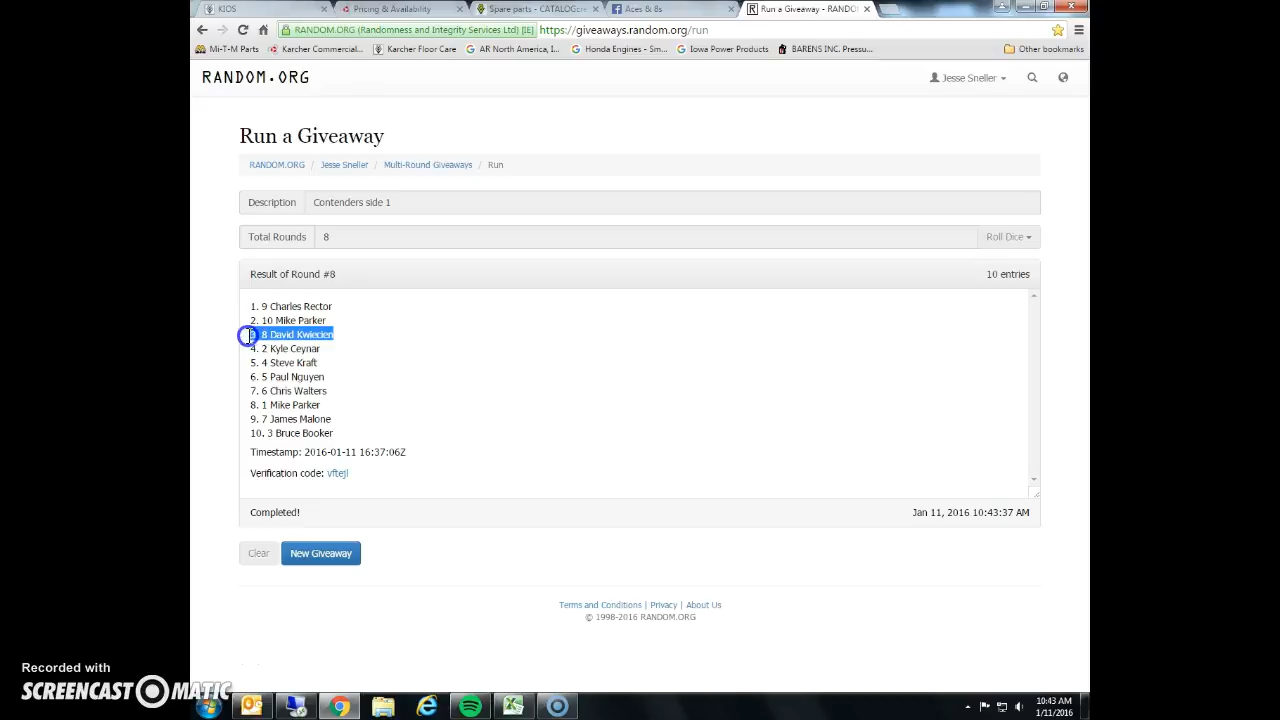 KIOS
Pricing & Availability
Spare parts - CATALOGcre
Aces & 8s
Run a Giveaway - RANDO
RANDOM.ORG (Randomness and Integrity Services Ltd) [IE]
https://giveaways.random.org/run
Mi-T-M Parts
Karcher Commercial...
Karcher Floor Care
AR North America, I...
Honda Engines - Sm...
Iowa Power Products
BARENS INC. Pressu...
Other bookmarks
RANDOM.ORG
Jesse Sneller
Run a Giveaway
RANDOM.ORG / Jesse Sneller / Multi-Round Giveaways / Run
Description Contenders side 1
Total Rounds 8 Roll Dice
Result of Round #8 10 entries
1. 9 Charles Rector
2. 10 Mike Parker
8 David Kwiecien
4. 2 Kyle Ceynar
5. 4 Steve Kraft
6. 5 Paul Nguyen
7. 6 Chris Walters
8. 1 Mike Parker
9. 7 James Malone
10. 3 Bruce Booker
Timestamp: 2016-01-11 16:37:06Z
Verification code: vftejl
Completed! Jan 11, 2016 10:43:37 AM
Clear New Giveaway
Terms and Conditions | Privacy | About Us
© 1998-2016 RANDOM.ORG
Recorded with
SCREENCAST MATIC
10:43 AM
1/11/2016